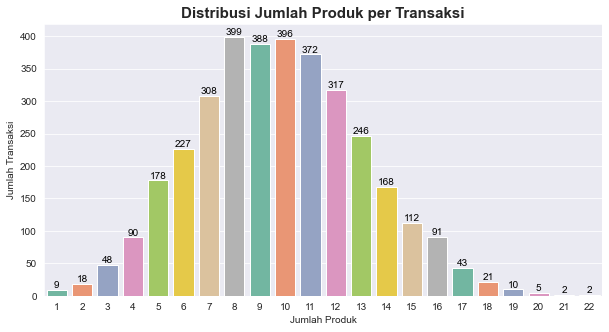 Distribusi Jumlah Produk per Transaksi
400
350
300
250
200
150
100
50
0
Jumlah Transaksi
9 18 48 90 178 227 308 399 388 396 372 317 246 168 112 91 43 21 10 5 2 2
1 2 3 4 5 6 7 8 9 10 11 12 13 14 15 16 17 18 19 20 21 22
Jumlah Produk